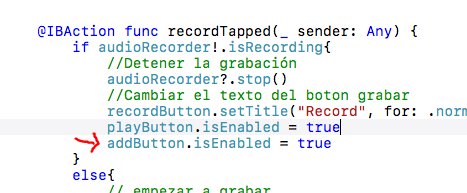 @IBAction func recordTapped(_ sender: Any) {
if audioRecorder!.isRecording{
//Detener la grabación
audioRecorder?.stop()
//Cambiar el texto del boton grabar
recordButton.setTitle("Record", for: .norm
playButton.isEnabled = true
addButton.isEnabled = true
}
else{
// empezar a grabar